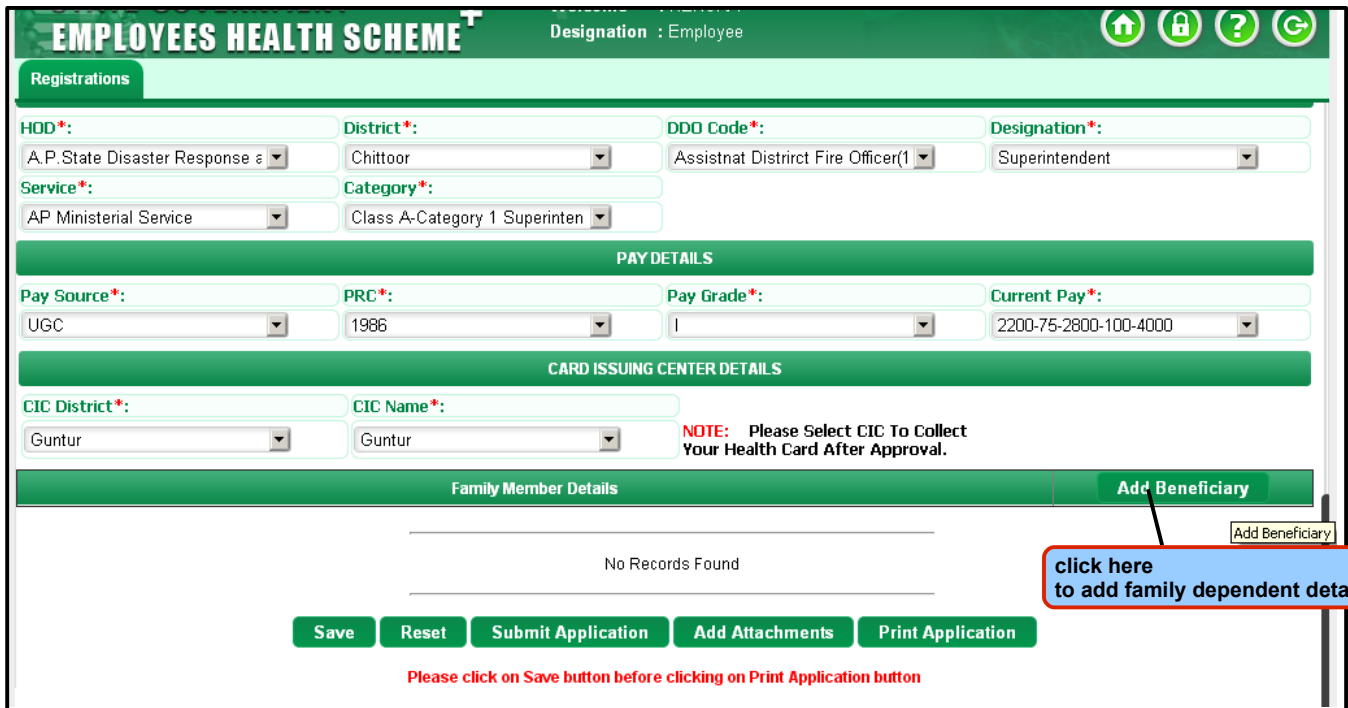 EMPLOYEES HEALTH SCHEME
Designation : Employee
Registrations
HOD*: District*: DDO Code*: Designation*:
A.P.State Disaster Response a Chittoor Assistnat Distrirct Fire Officer(1 Superintendent
Service*: Category*:
AP Ministerial Service Class A-Category 1 Superinten
PAY DETAILS
Pay Source*: PRC*: Pay Grade*: Current Pay*:
UGC 1986 I 2200-75-2800-100-4000
CARD ISSUING CENTER DETAILS
CIC District*: CIC Name*:
Guntur Guntur
NOTE: Please Select CIC To Collect
Your Health Card After Approval.
Family Member Details Add Beneficiary
Add Beneficiary
No Records Found
click here
to add family dependent deta
Save Reset Submit Application Add Attachments Print Application
Please click on Save button before clicking on Print Application button